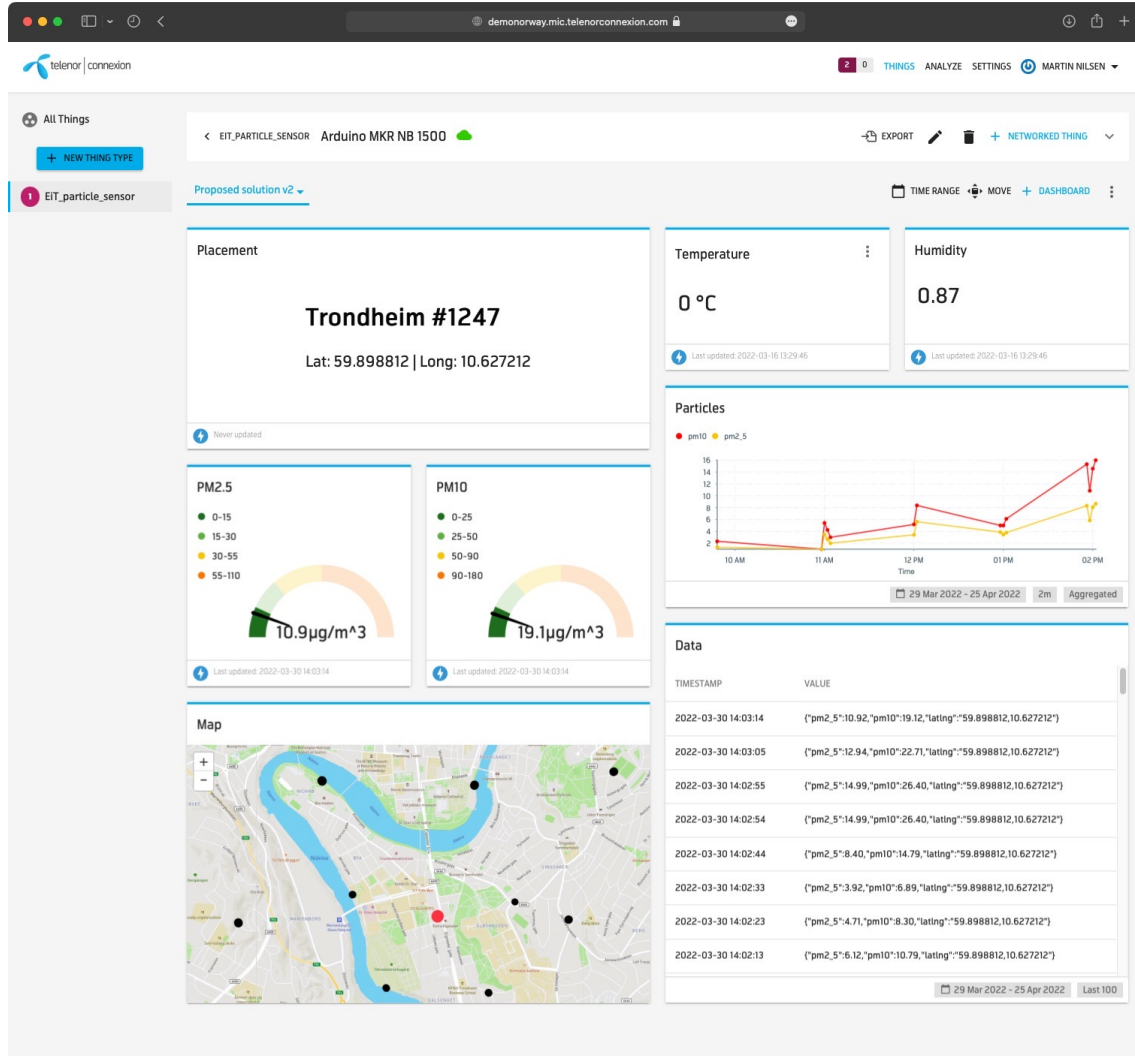 demonorway.mic.telenorconnexion.com
telenor | connexion
2 0 THINGS ANALYZE SETTINGS MARTIN NILSEN
All Things
+ NEW THING TYPE
1 EiT_particle_sensor
< EIT_PARTICLE_SENSOR Arduino MKR NB 1500
EXPORT + NETWORKED THING
Proposed solution v2
TIME RANGE MOVE + DASHBOARD
Placement
Trondheim #1247
Lat: 59.898812 | Long: 10.627212
Never updated
Temperature
0 °C
Last updated: 2022-03-16 13:29:46
Humidity
0.87
Last updated: 2022-03-16 13:29:46
PM2.5
0-15
15-30
30-55
55-110
10.9µg/m^3
Last updated: 2022-03-30 14:03:14
PM10
0-25
25-50
50-90
90-180
19.1µg/m^3
Last updated: 2022-03-30 14:03:14
Particles
pm10 pm2_5
16
14
12
10
8
6
4
2
10 AM 11 AM 12 PM 01 PM 02 PM
Time
29 Mar 2022 - 25 Apr 2022 2m Aggregated
Map
+
-
Data
TIMESTAMP VALUE
2022-03-30 14:03:14 {"pm2_5":10.92,"pm10":19.12,"latlng":"59.898812,10.627212"}
2022-03-30 14:03:05 {"pm2_5":12.94,"pm10":22.71,"latlng":"59.898812,10.627212"}
2022-03-30 14:02:55 {"pm2_5":14.99,"pm10":26.40,"latlng":"59.898812,10.627212"}
2022-03-30 14:02:54 {"pm2_5":14.99,"pm10":26.40,"latlng":"59.898812,10.627212"}
2022-03-30 14:02:44 {"pm2_5":8.40,"pm10":14.79,"latlng":"59.898812,10.627212"}
2022-03-30 14:02:33 {"pm2_5":3.92,"pm10":6.89,"latlng":"59.898812,10.627212"}
2022-03-30 14:02:23 {"pm2_5":4.71,"pm10":8.30,"latlng":"59.898812,10.627212"}
2022-03-30 14:02:13 {"pm2_5":6.12,"pm10":10.79,"latlng":"59.898812,10.627212"}
29 Mar 2022 - 25 Apr 2022 Last 100